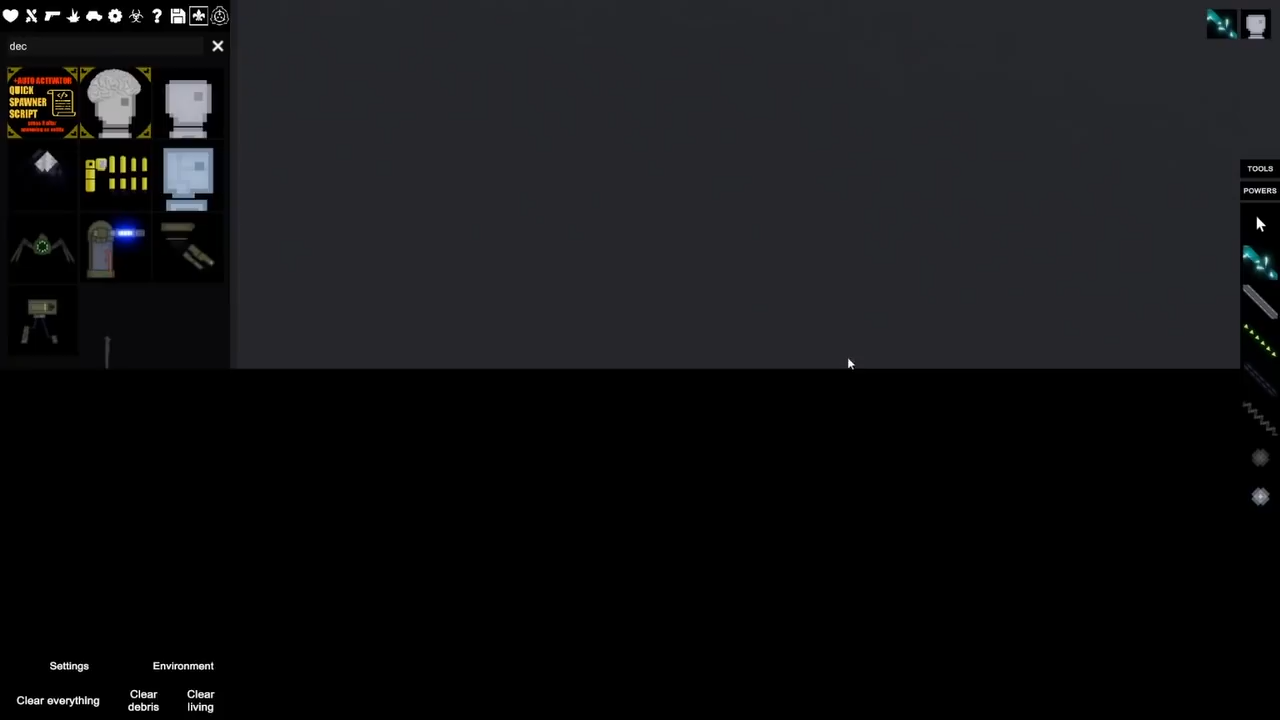 dec
+AUTO ACTIVATOR
QUICK
SPAWNER
SCRIPT
TOOLS
POWERS
Settings
Environment
Clear everything
Clear
debris
Clear
living